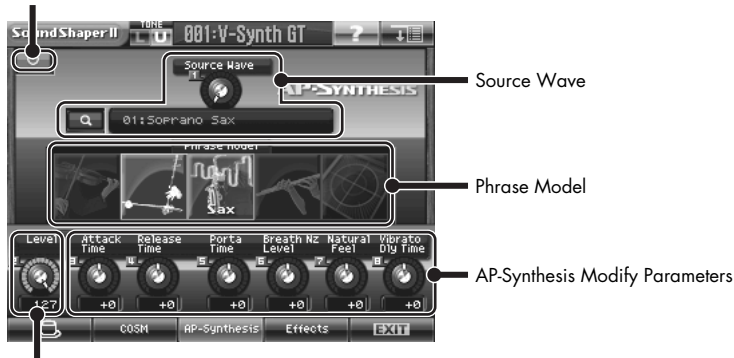 SoundShaper II TONE L U 001:V-Synth GT ?
Source Wave
1
AP-SYNTHESIS
Source Wave
01:Soprano Sax
Phrase Model
Phrase Model
Sax
Level Attack Time Release Time Porta Time Breath Nz Level Natural Feel Vibrato Dly Time
2 3 4 5 6 7 8
AP-Synthesis Modify Parameters
127 +0 +0 +0 +0 +0 +0
COSM AP-Synthesis Effects EXIT